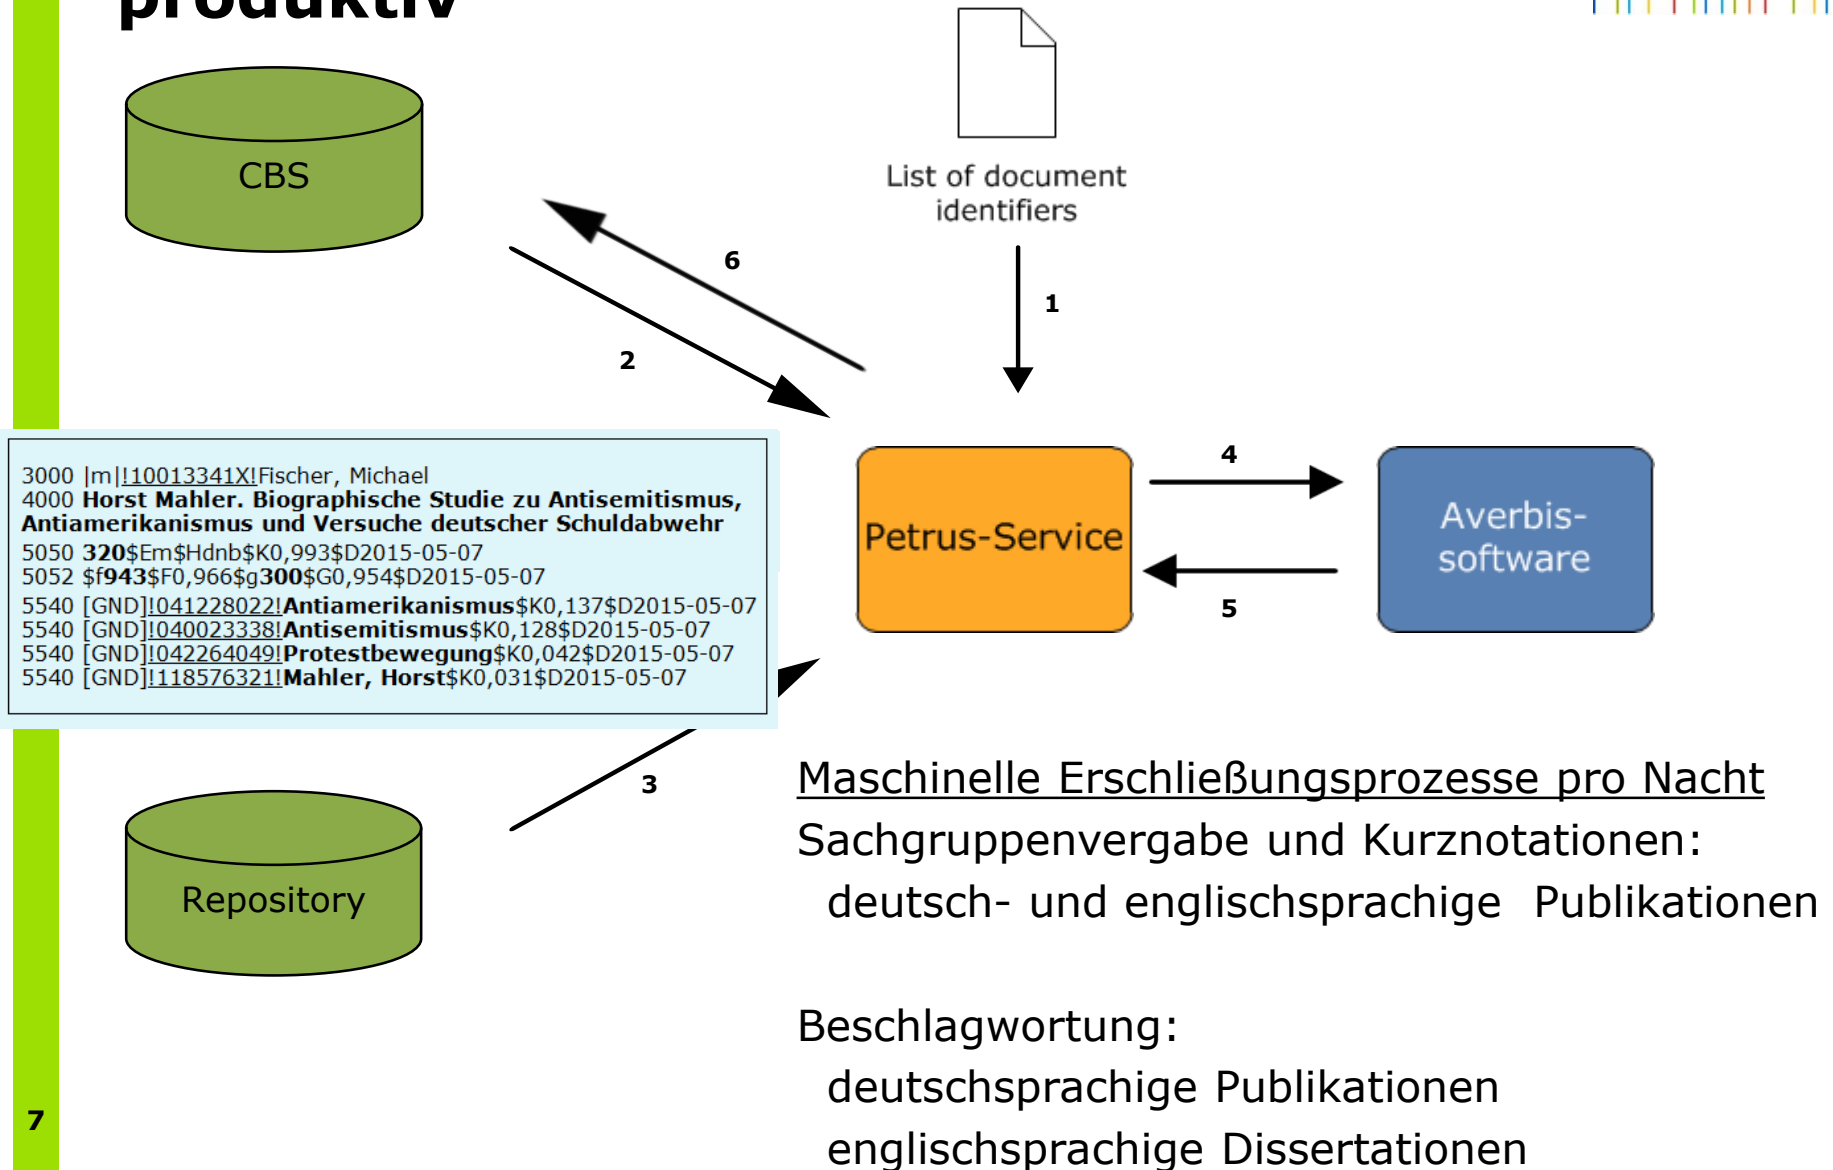 produktiv
CBS
List of document
identifiers
6
1
2
3000 |m|!10013341X!Fischer, Michael
4000 Horst Mahler. Biographische Studie zu Antisemitismus,
Antiamerikanismus und Versuche deutscher Schuldabwehr
5050 320$Em$Hdnb$K0,993$D2015-05-07
5052 $f943$F0,966$g300$G0,954$D2015-05-07
5540 [GND]!041228022!Antiamerikanismus$K0,137$D2015-05-07
5540 [GND]!040023338!Antisemitismus$K0,128$D2015-05-07
5540 [GND]!042264049!Protestbewegung$K0,042$D2015-05-07
5540 [GND]!118576321!Mahler, Horst$K0,031$D2015-05-07
Petrus-Service
4
5
Averbis-
software
3
Repository
Maschinelle Erschließungsprozesse pro Nacht
Sachgruppenvergabe und Kurznotationen:
deutsch- und englischsprachige Publikationen
Beschlagwortung:
deutschsprachige Publikationen
englischsprachige Dissertationen
7